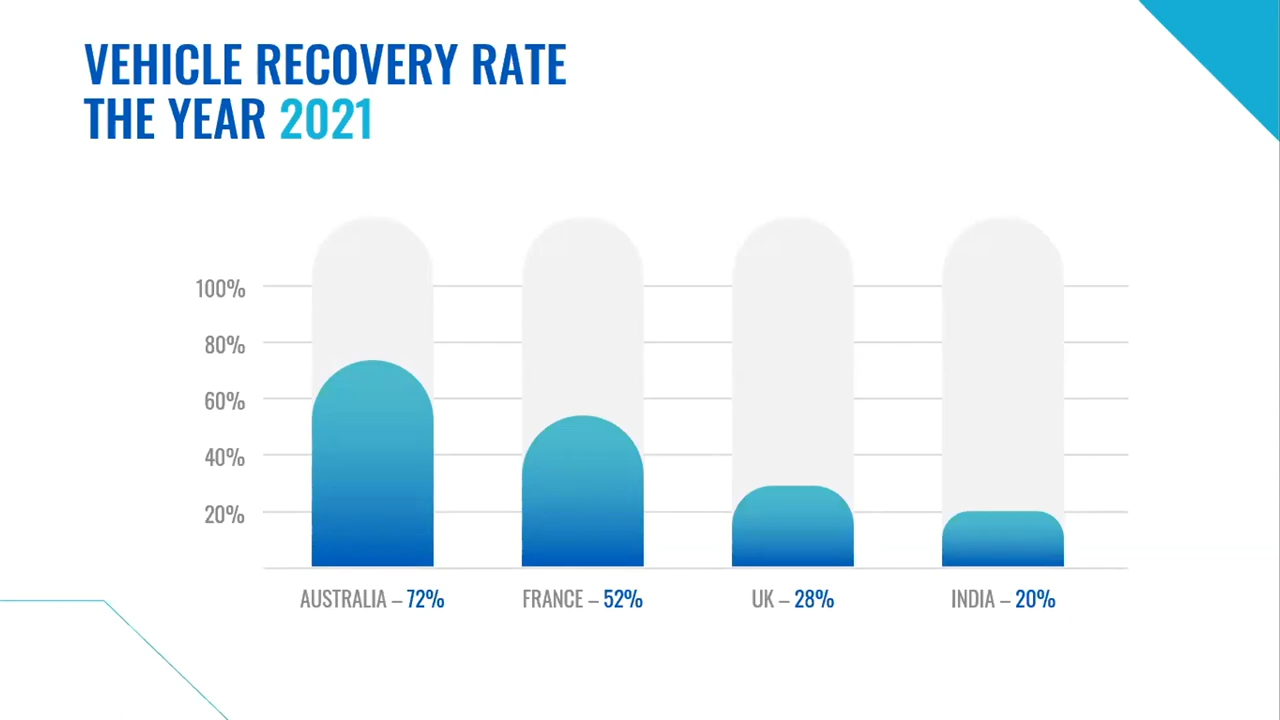 VEHICLE RECOVERY RATE
THE YEAR 2021
100%
80%
60%
40%
20%
AUSTRALIA – 72%
FRANCE – 52%
UK – 28%
INDIA – 20%